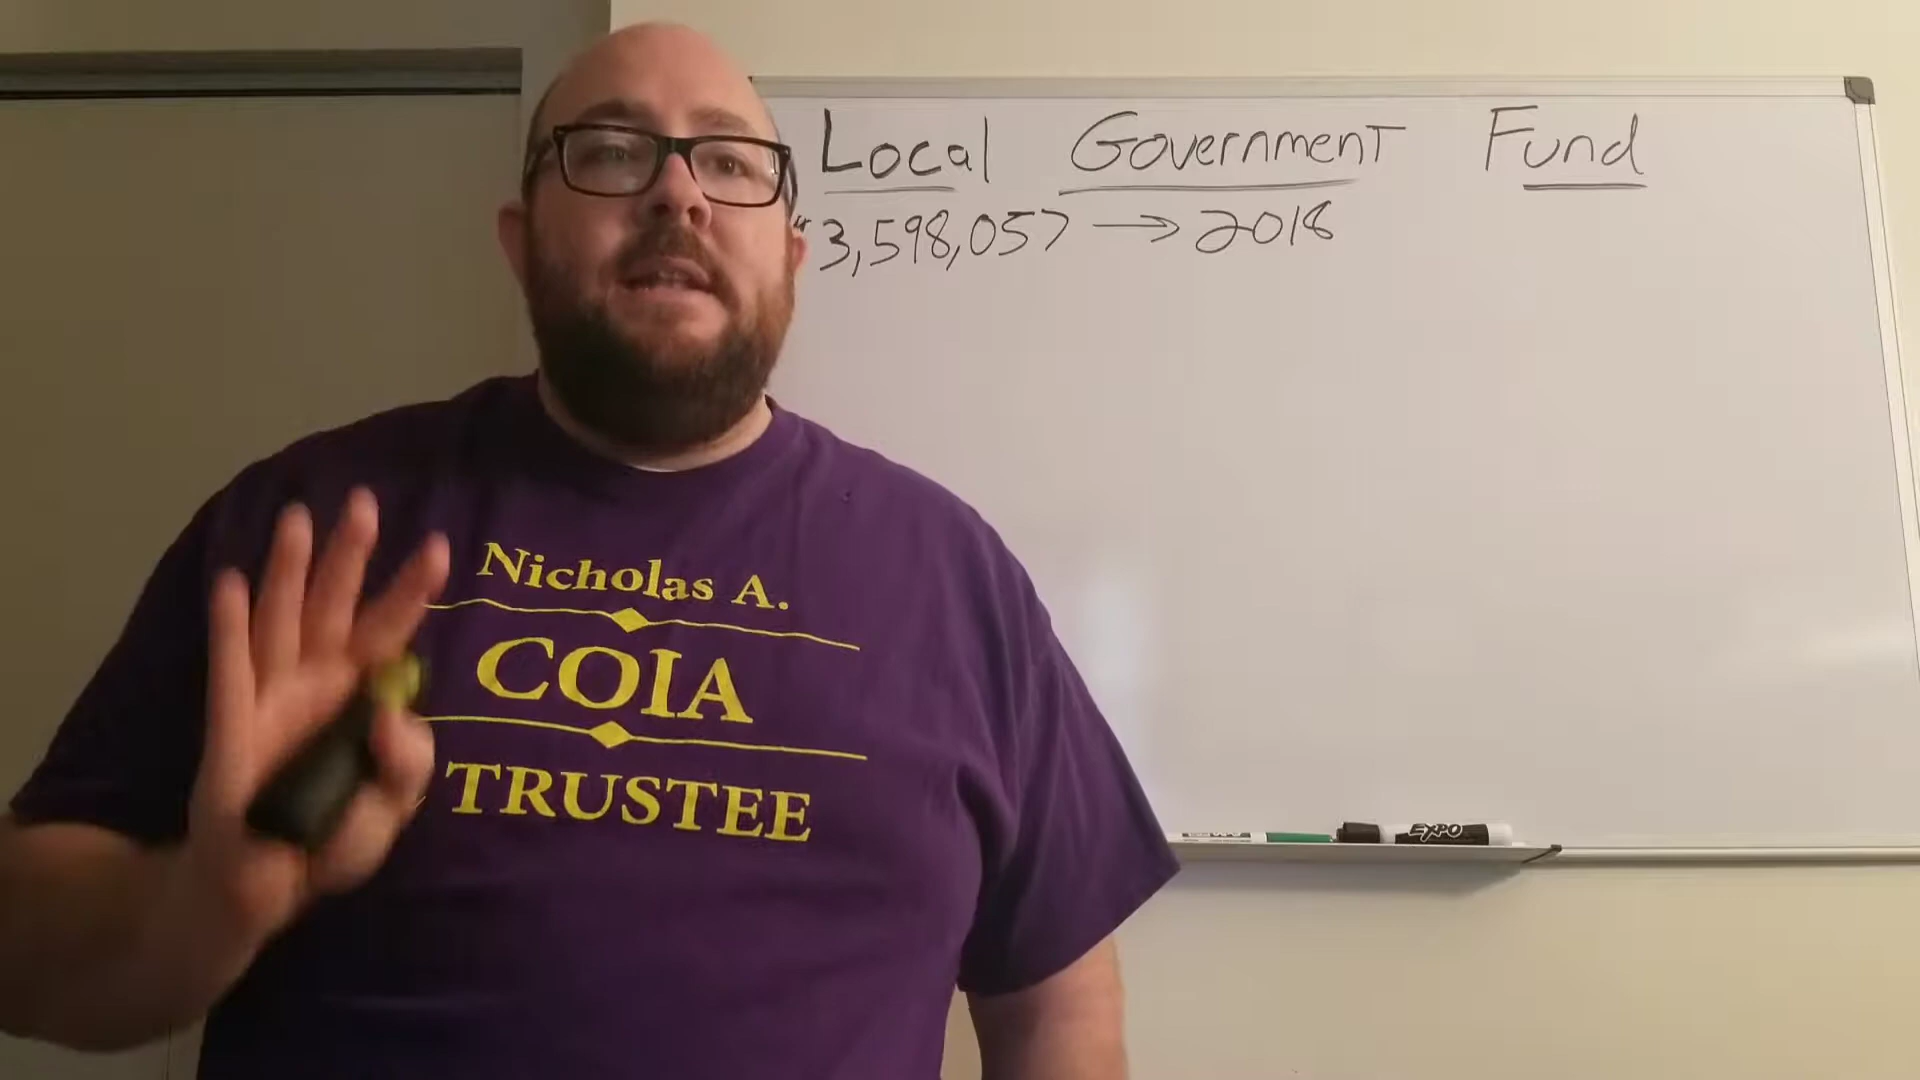 Local Government Fund
$3,598,057 → 2018
Nicholas A.
COIA
TRUSTEE
EXPO